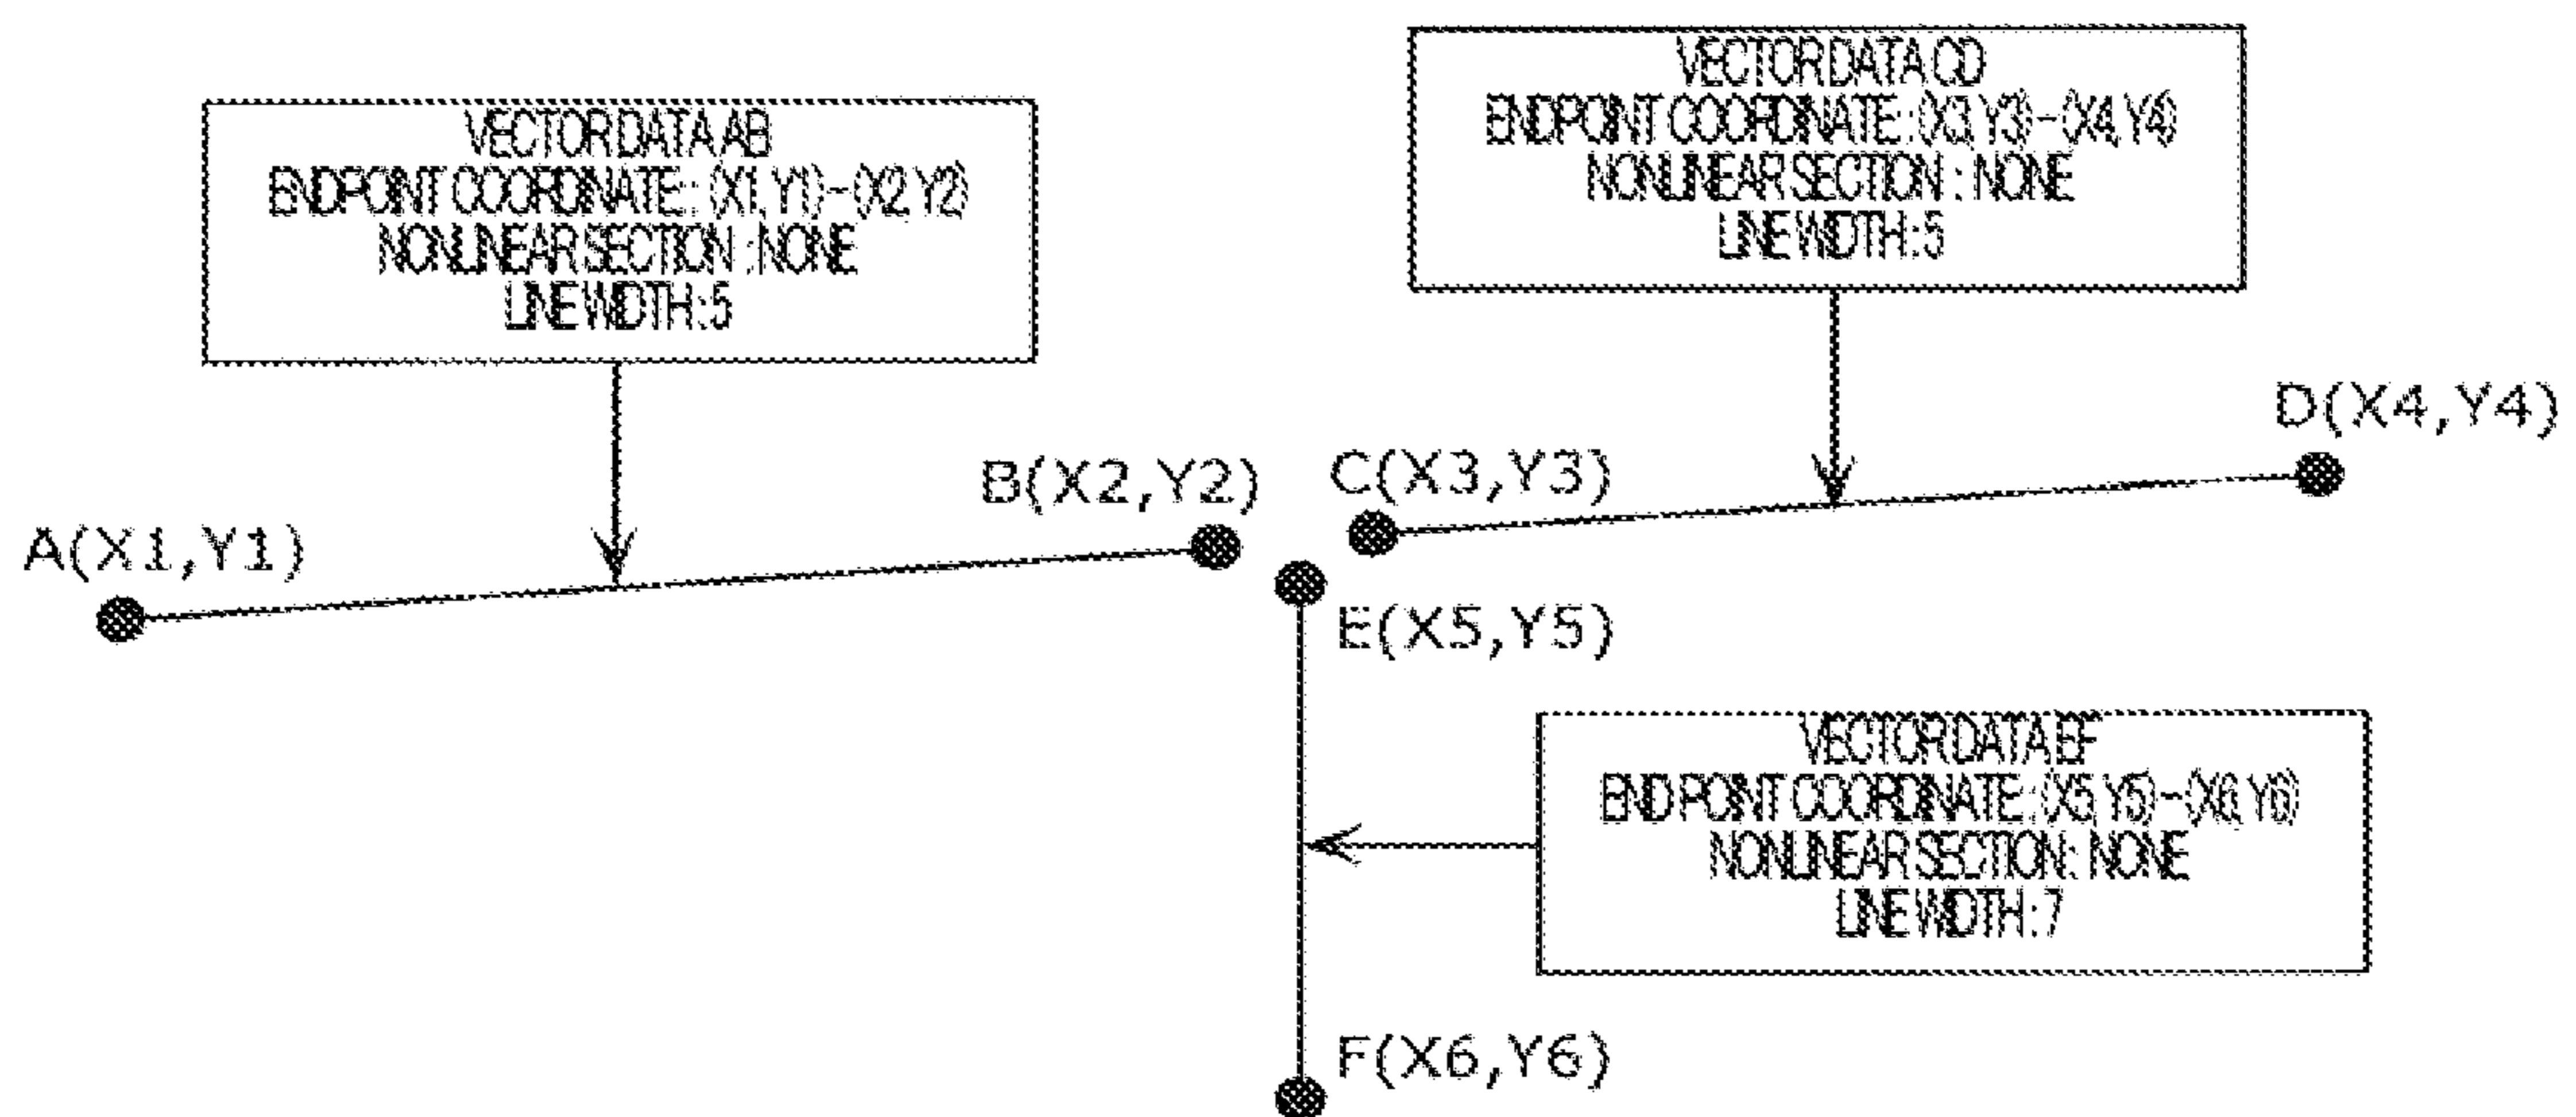 VECTOR DATA AB
ENDPOINT COORDINATE : (X1, Y1)-(X2, Y2)
NONLINEAR SECTION : NONE
LINE WIDTH : 5
VECTOR DATA CD
ENDPOINT COORDINATE : (X3, Y3)-(X4, Y4)
NONLINEAR SECTION : NONE
LINE WIDTH : 5
A(X1,Y1)
B(X2,Y2)
C(X3,Y3)
D(X4,Y4)
E(X5,Y5)
VECTOR DATA EF
END POINT COORDINATE : (X5, Y5)-(X6, Y6)
NONLINEAR SECTION : NONE
LINE WIDTH : 7
F(X6,Y6)